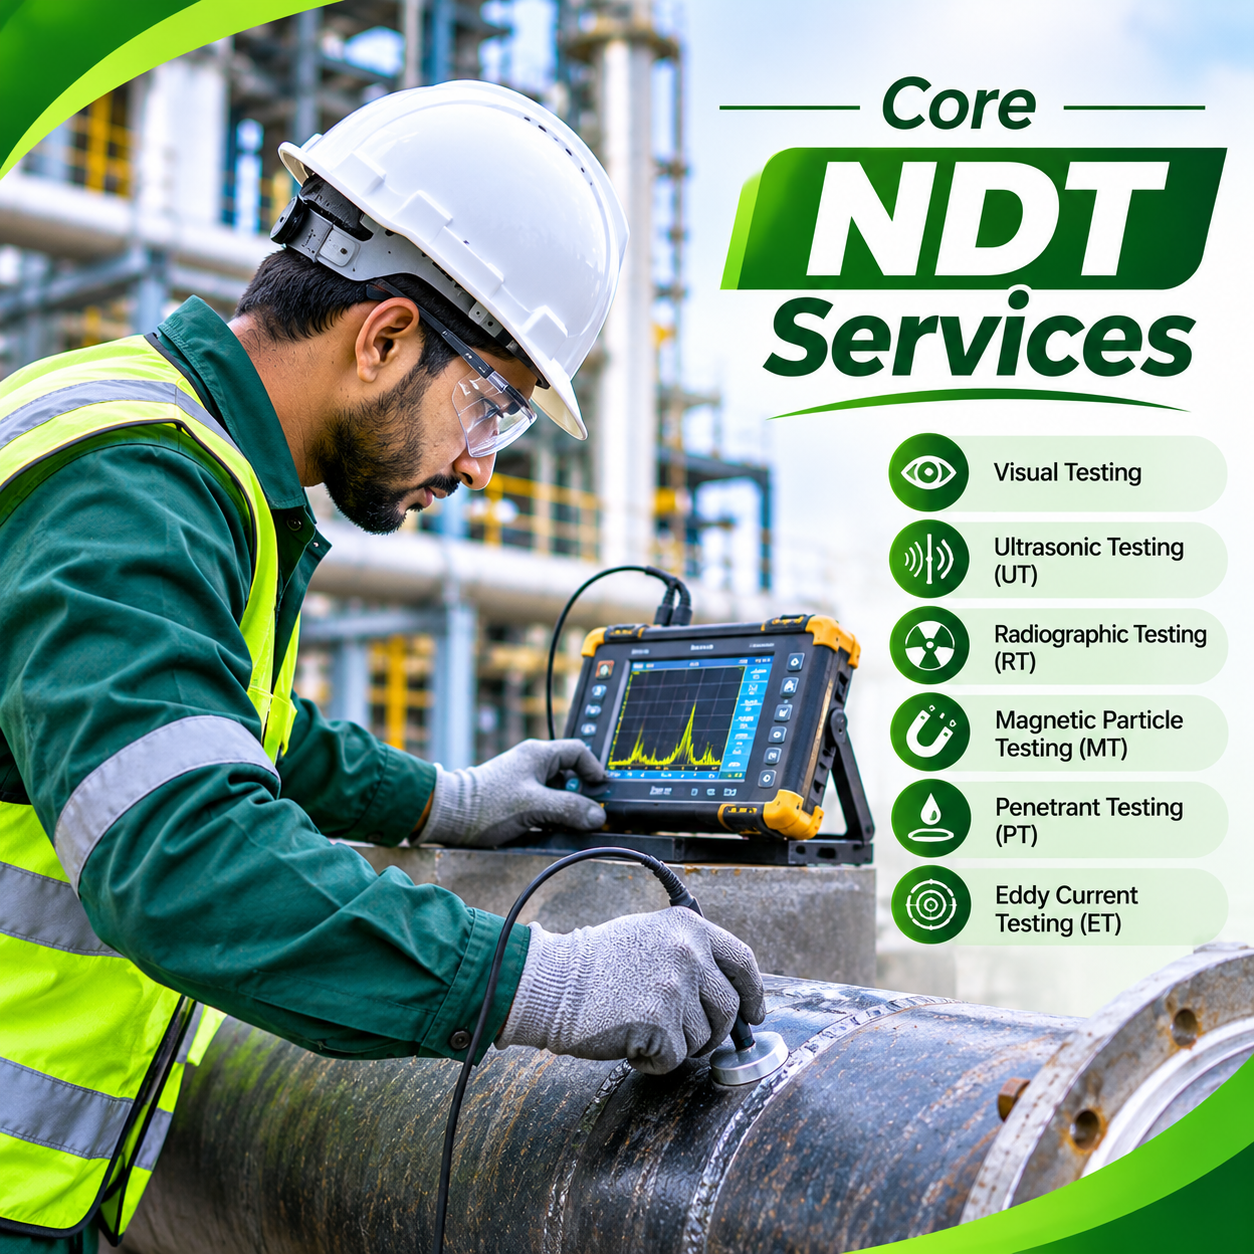 Core
NDT
Services
Visual Testing
Ultrasonic Testing
(UT)
Radiographic Testing
(RT)
Magnetic Particle
Testing (MT)
Penetrant Testing
(PT)
Eddy Current
Testing (ET)